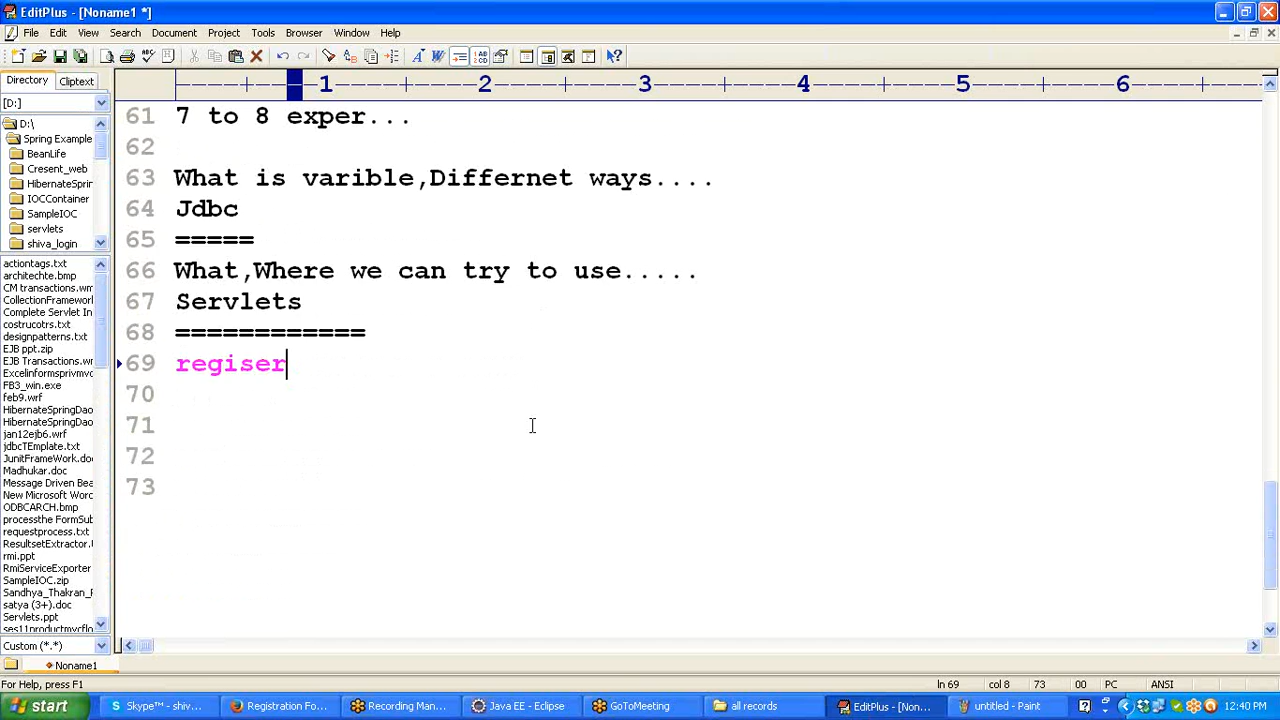 EditPlus - [Noname1 *]
File Edit View Search Document Project Tools Browser Window Help
Directory Cliptext
[D:]
D:\
Spring Example
BeanLife
Cresent_web
HibernateSprin
IOCContainer
SampleIOC
servlets
shiva_login
actiontags.txt
architechte.bmp
CM transactions.wr
CollectionFramework
Complete Servlet In
costrucotrs.txt
designpatterns.txt
EJB ppt.zip
EJB Transactions.wr
Excelinformsprivmvc
FB3_win.exe
feb9.wrf
HibernateSpringDao
HibernateSpringDao
jan12ejb6.wrf
jdbcTEmplate.txt
JunitFrameWork.doc
Madhukar.doc
Message Driven Bea
New Microsoft Word
ODBCARCH.bmp
processthe FormSub
requestprocess.txt
ResultsetExtractor.
rmi.ppt
RmiServiceExporter
SampleIOC.zip
Sandhya_Thakran_
satya (3+).doc
Servlets.ppt
ses11productmvcflo
Custom (*.*)
----+----1----+----2----+----3----+----4----+----5----+----6----+--
61 7 to 8 exper...
62
63 What is varible,Differnet ways....
64 Jdbc
65 =====
66 What,Where we can try to use.....
67 Servlets
68 ============
69 regiser
70
71
72
73
Noname1
For Help, press F1 ln 69 col 8 73 00 PC ANSI
start Skype™ - shiv... Registration Fo... Recording Man... Java EE - Eclipse GoToMeeting all records EditPlus - [Non... untitled - Paint 12:40 PM